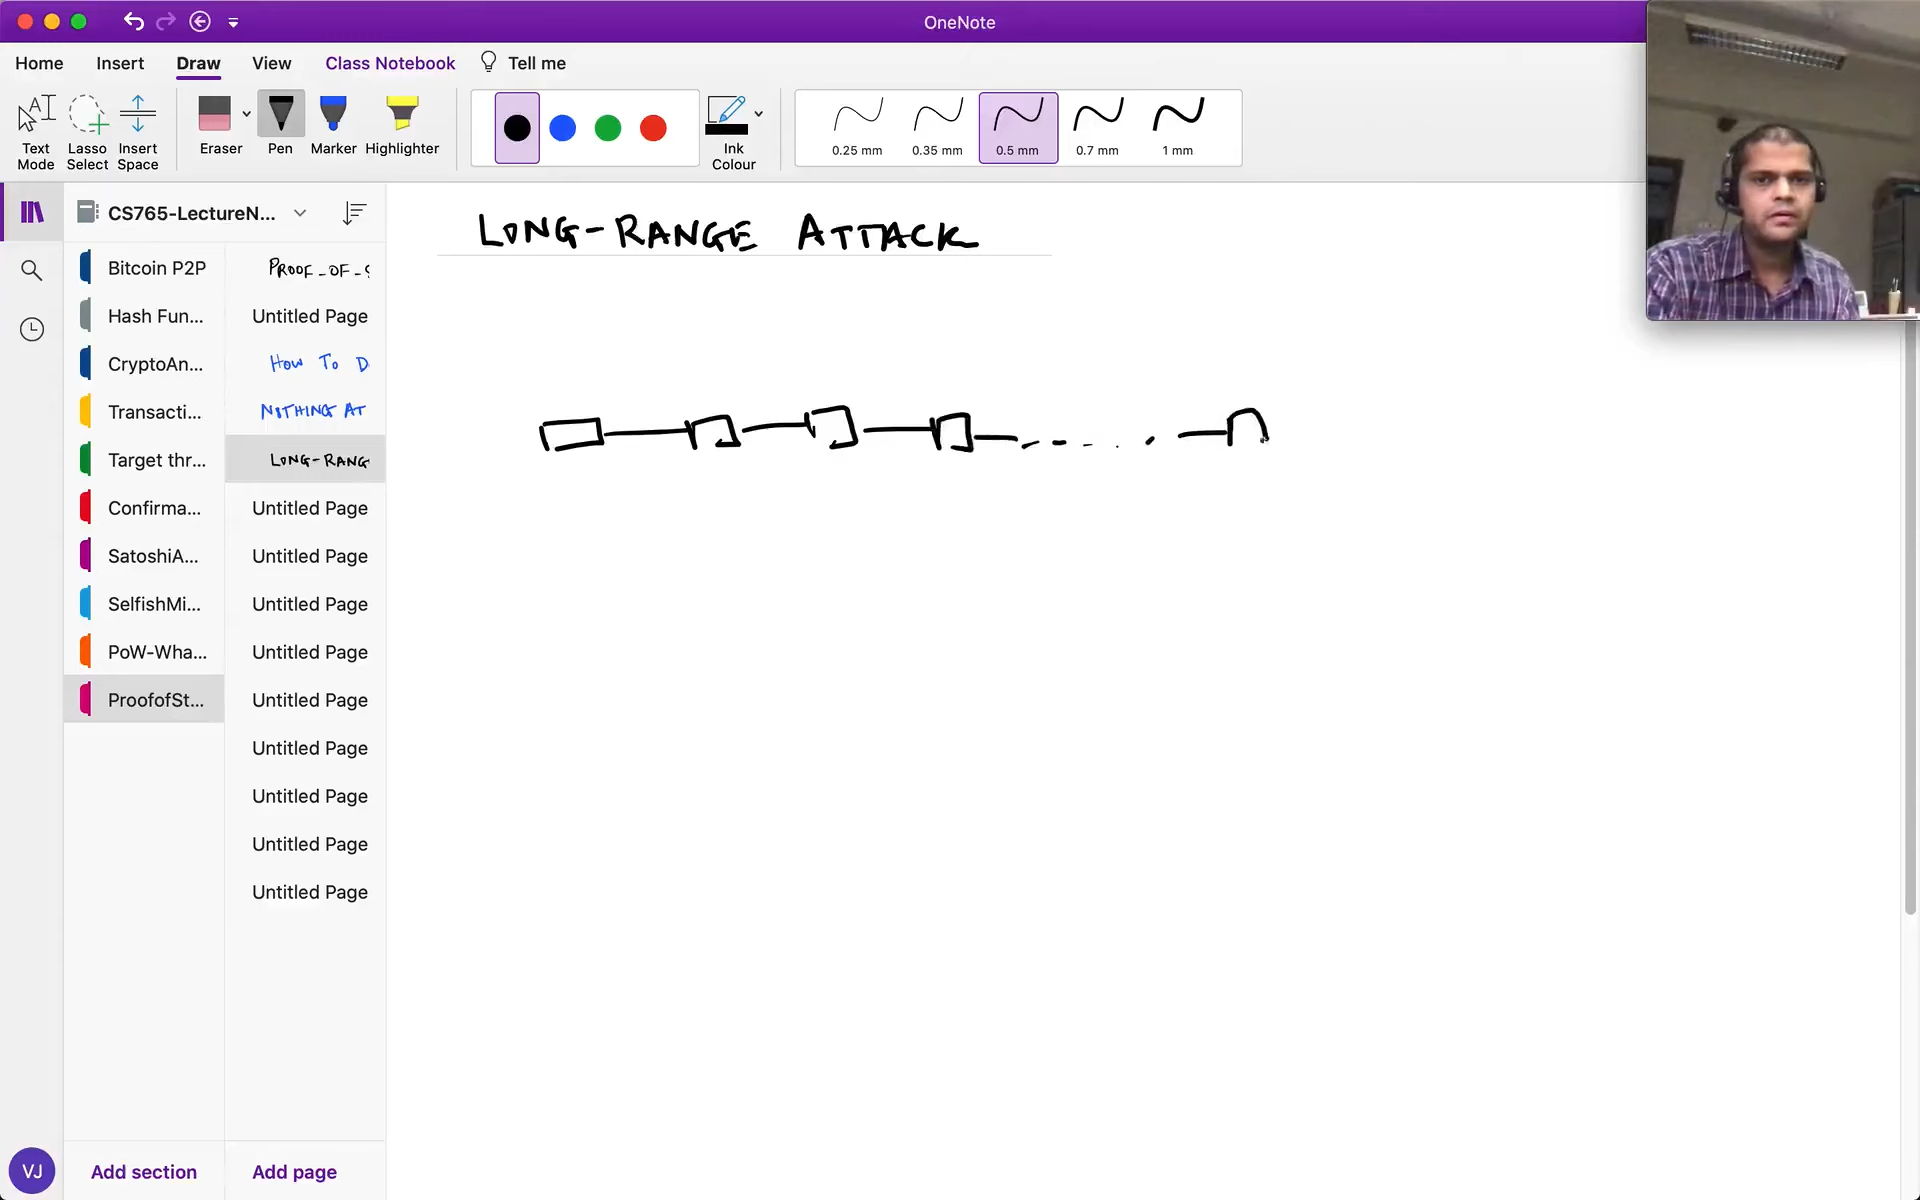 OneNote
Home Insert Draw View Class Notebook Tell me
Text Mode
Lasso Select
Insert Space
Eraser
Pen
Marker
Highlighter
Ink Colour
0.25 mm
0.35 mm
0.5 mm
0.7 mm
1 mm
CS765-LectureN...
Bitcoin P2P
Hash Fun...
CryptoAn...
Transacti...
Target thr...
Confirma...
SatoshiA...
SelfishMi...
PoW-Wha...
ProofofSt...
PROOF-OF-S
Untitled Page
HOW TO D
NOTHING AT
LONG-RANG
Untitled Page
Untitled Page
Untitled Page
Untitled Page
Untitled Page
Untitled Page
Untitled Page
Untitled Page
Untitled Page
LONG-RANGE ATTACK
VJ
Add section
Add page